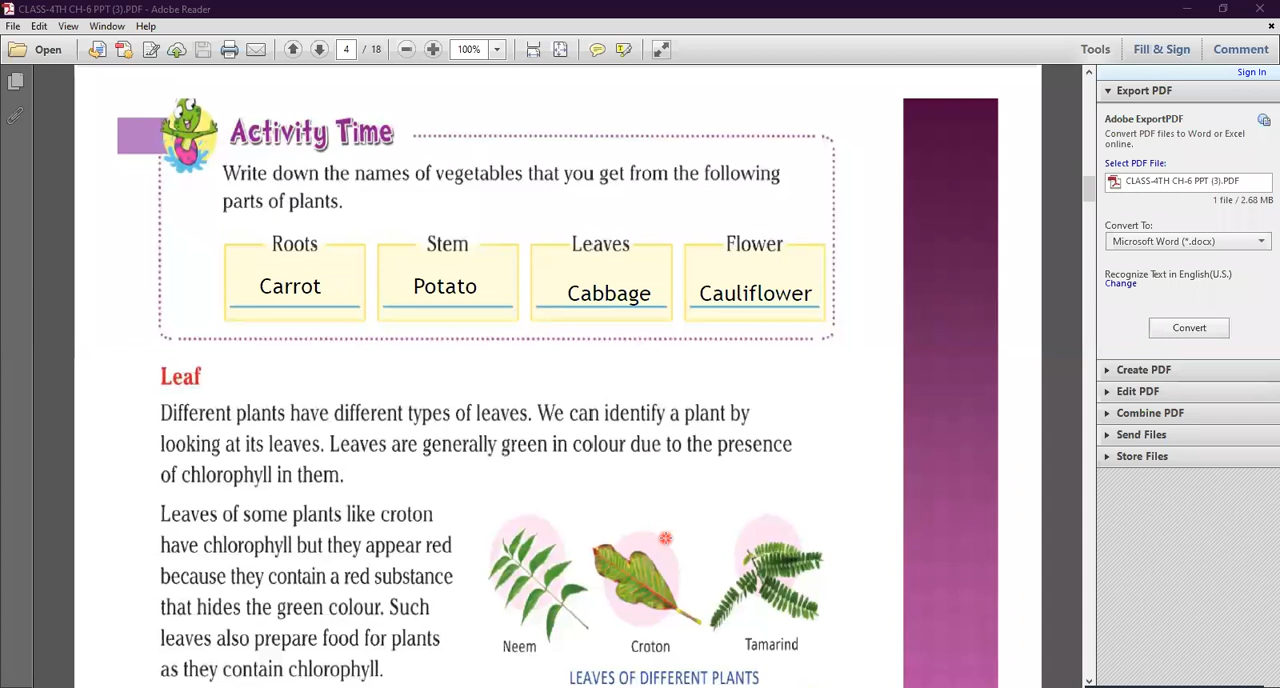 CLASS-4TH CH-6 PPT (3).PDF - Adobe Reader
File Edit View Window Help
Open 4 / 18 100% Tools Fill & Sign Comment
Sign In
Activity Time
Write down the names of vegetables that you get from the following
parts of plants.
Roots Stem Leaves Flower
Carrot Potato Cabbage Cauliflower
Leaf
Different plants have different types of leaves. We can identify a plant by
looking at its leaves. Leaves are generally green in colour due to the presence
of chlorophyll in them.
Leaves of some plants like croton
have chlorophyll but they appear red
because they contain a red substance
that hides the green colour. Such
leaves also prepare food for plants
as they contain chlorophyll.
Neem Croton Tamarind
LEAVES OF DIFFERENT PLANTS
Export PDF
Adobe ExportPDF
Convert PDF files to Word or Excel
online.
Select PDF File:
CLASS-4TH CH-6 PPT (3).PDF
1 file / 2.68 MB
Convert To:
Microsoft Word (*.docx)
Recognize Text in English(U.S.)
Change
Convert
Create PDF
Edit PDF
Combine PDF
Send Files
Store Files